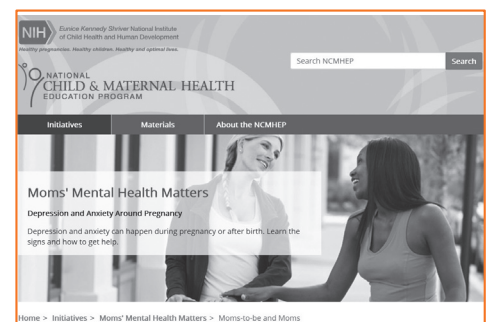 NIH
Eunice Kennedy Shriver National Institute
of Child Health and Human Development
Healthy pregnancies. Healthy children. Healthy and optimal lives.
Search NCMHEP
Search
NATIONAL
CHILD & MATERNAL HEALTH
EDUCATION PROGRAM
Initiatives
Materials
About the NCMHEP
Moms' Mental Health Matters
Depression and Anxiety Around Pregnancy
Depression and anxiety can happen during pregnancy or after birth. Learn the
signs and how to get help.
Home > Initiatives > Moms' Mental Health Matters > Moms-to-be and Moms